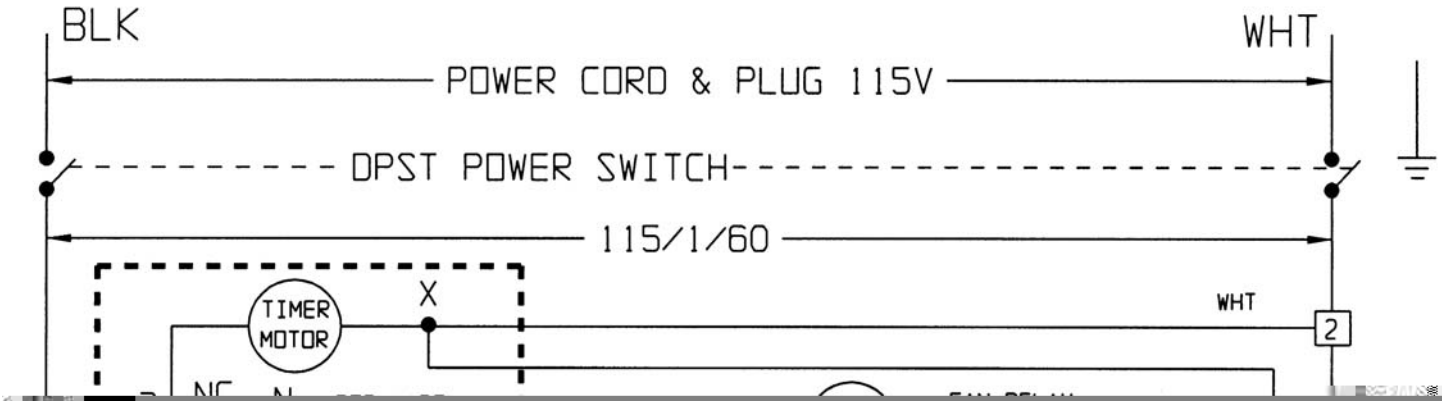 BLK
WHT
POWER CORD & PLUG 115V
DPST POWER SWITCH
115/1/60
TIMER
MOTOR
X
WHT
2